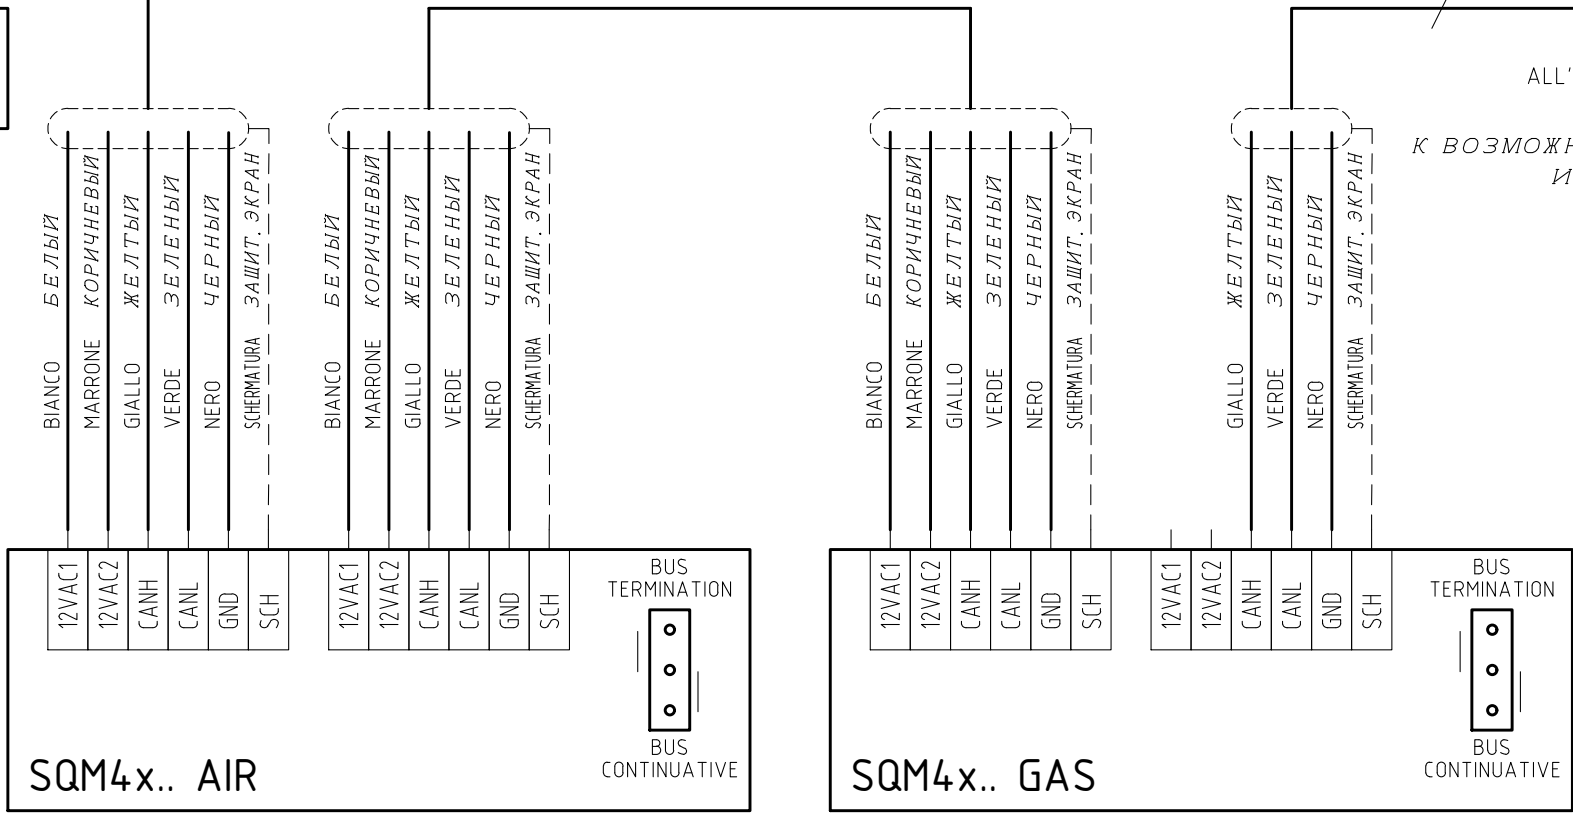 ALL'
К ВОЗМОЖН
И
БЕЛЫЙ
КОРИЧНЕВЫЙ
ЖЕЛТЫЙ
ЗЕЛЕНЫЙ
ЧЕРНЫЙ
ЗАЩИТ. ЭКРАН
БЕЛЫЙ
КОРИЧНЕВЫЙ
ЖЕЛТЫЙ
ЗЕЛЕНЫЙ
ЧЕРНЫЙ
ЗАЩИТ. ЭКРАН
БЕЛЫЙ
КОРИЧНЕВЫЙ
ЖЕЛТЫЙ
ЗЕЛЕНЫЙ
ЧЕРНЫЙ
ЗАЩИТ. ЭКРАН
ЖЕЛТЫЙ
ЗЕЛЕНЫЙ
ЧЕРНЫЙ
ЗАЩИТ. ЭКРАН
BIANCO
MARRONE
GIALLO
VERDE
NERO
SCHERMATURA
BIANCO
MARRONE
GIALLO
VERDE
NERO
SCHERMATURA
BIANCO
MARRONE
GIALLO
VERDE
NERO
SCHERMATURA
GIALLO
VERDE
NERO
SCHERMATURA
12VAC1
12VAC2
CANH
CANL
GND
SCH
12VAC1
12VAC2
CANH
CANL
GND
SCH
BUS
TERMINATION
BUS
CONTINUATIVE
SQM4x.. AIR
12VAC1
12VAC2
CANH
CANL
GND
SCH
12VAC1
12VAC2
CANH
CANL
GND
SCH
BUS
TERMINATION
BUS
CONTINUATIVE
SQM4x.. GAS